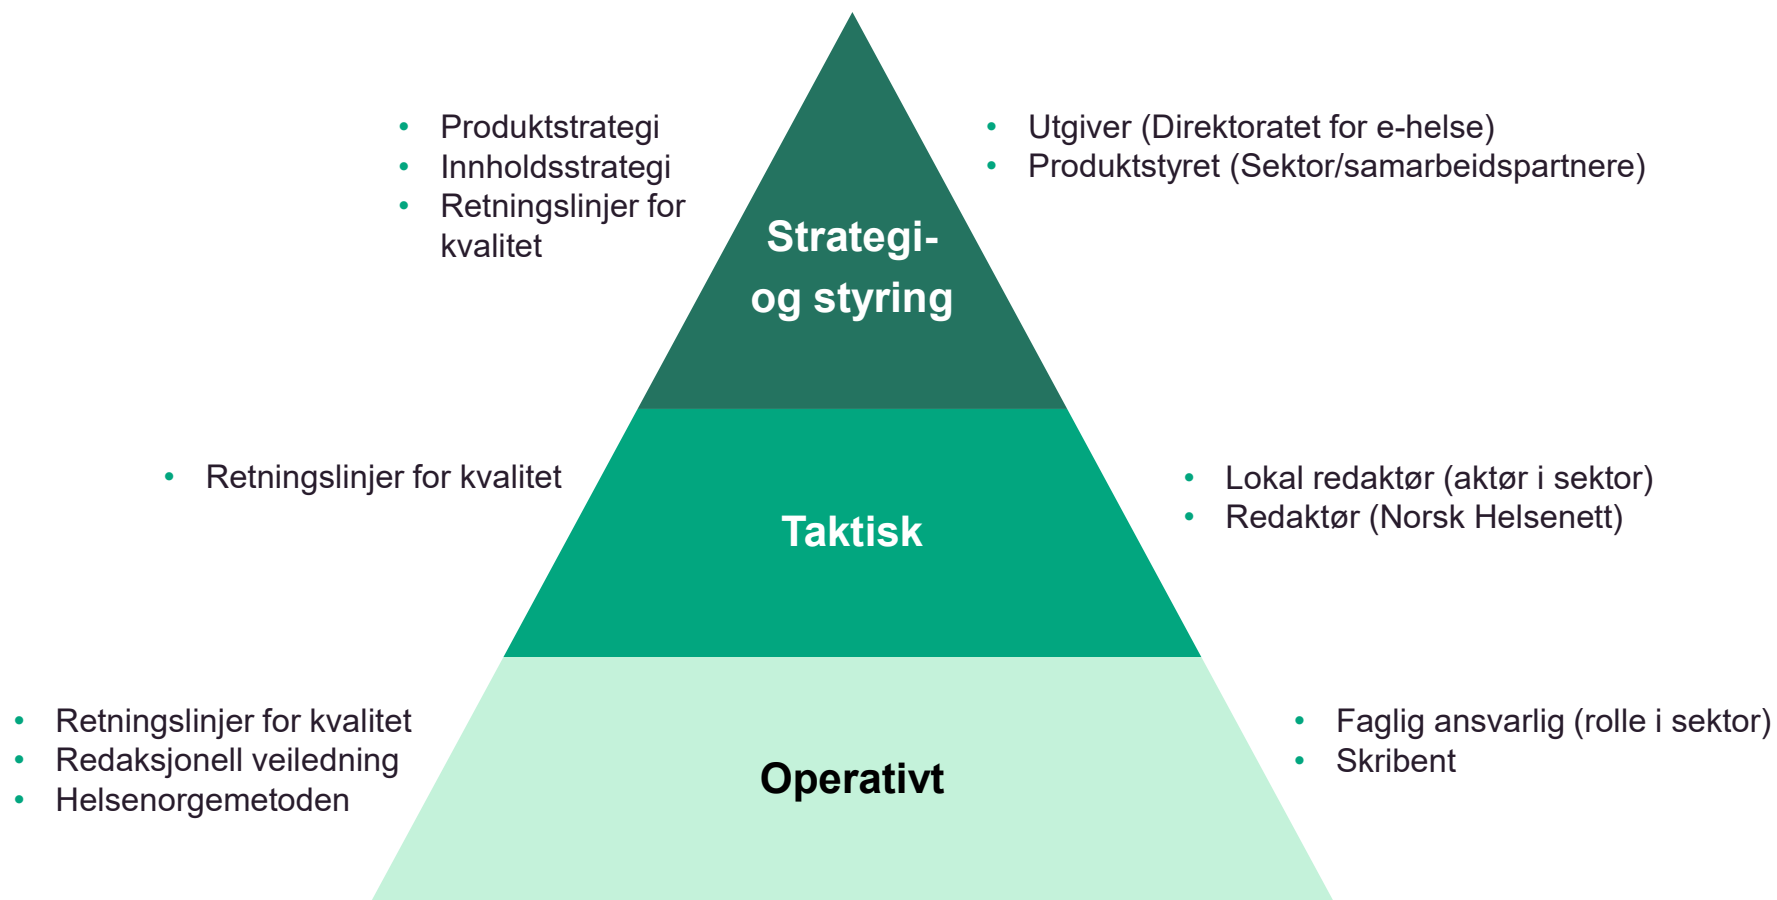 • Produktstrategi
• Innholdsstrategi
• Retningslinjer for
kvalitet
• Utgiver (Direktoratet for e-helse)
• Produktstyret (Sektor/samarbeidspartnere)
Strategi-
og styring
• Retningslinjer for kvalitet
• Lokal redaktør (aktør i sektor)
• Redaktør (Norsk Helsenett)
Taktisk
• Retningslinjer for kvalitet
• Redaksjonell veiledning
• Helsenorgemetoden
• Faglig ansvarlig (rolle i sektor)
• Skribent
Operativt